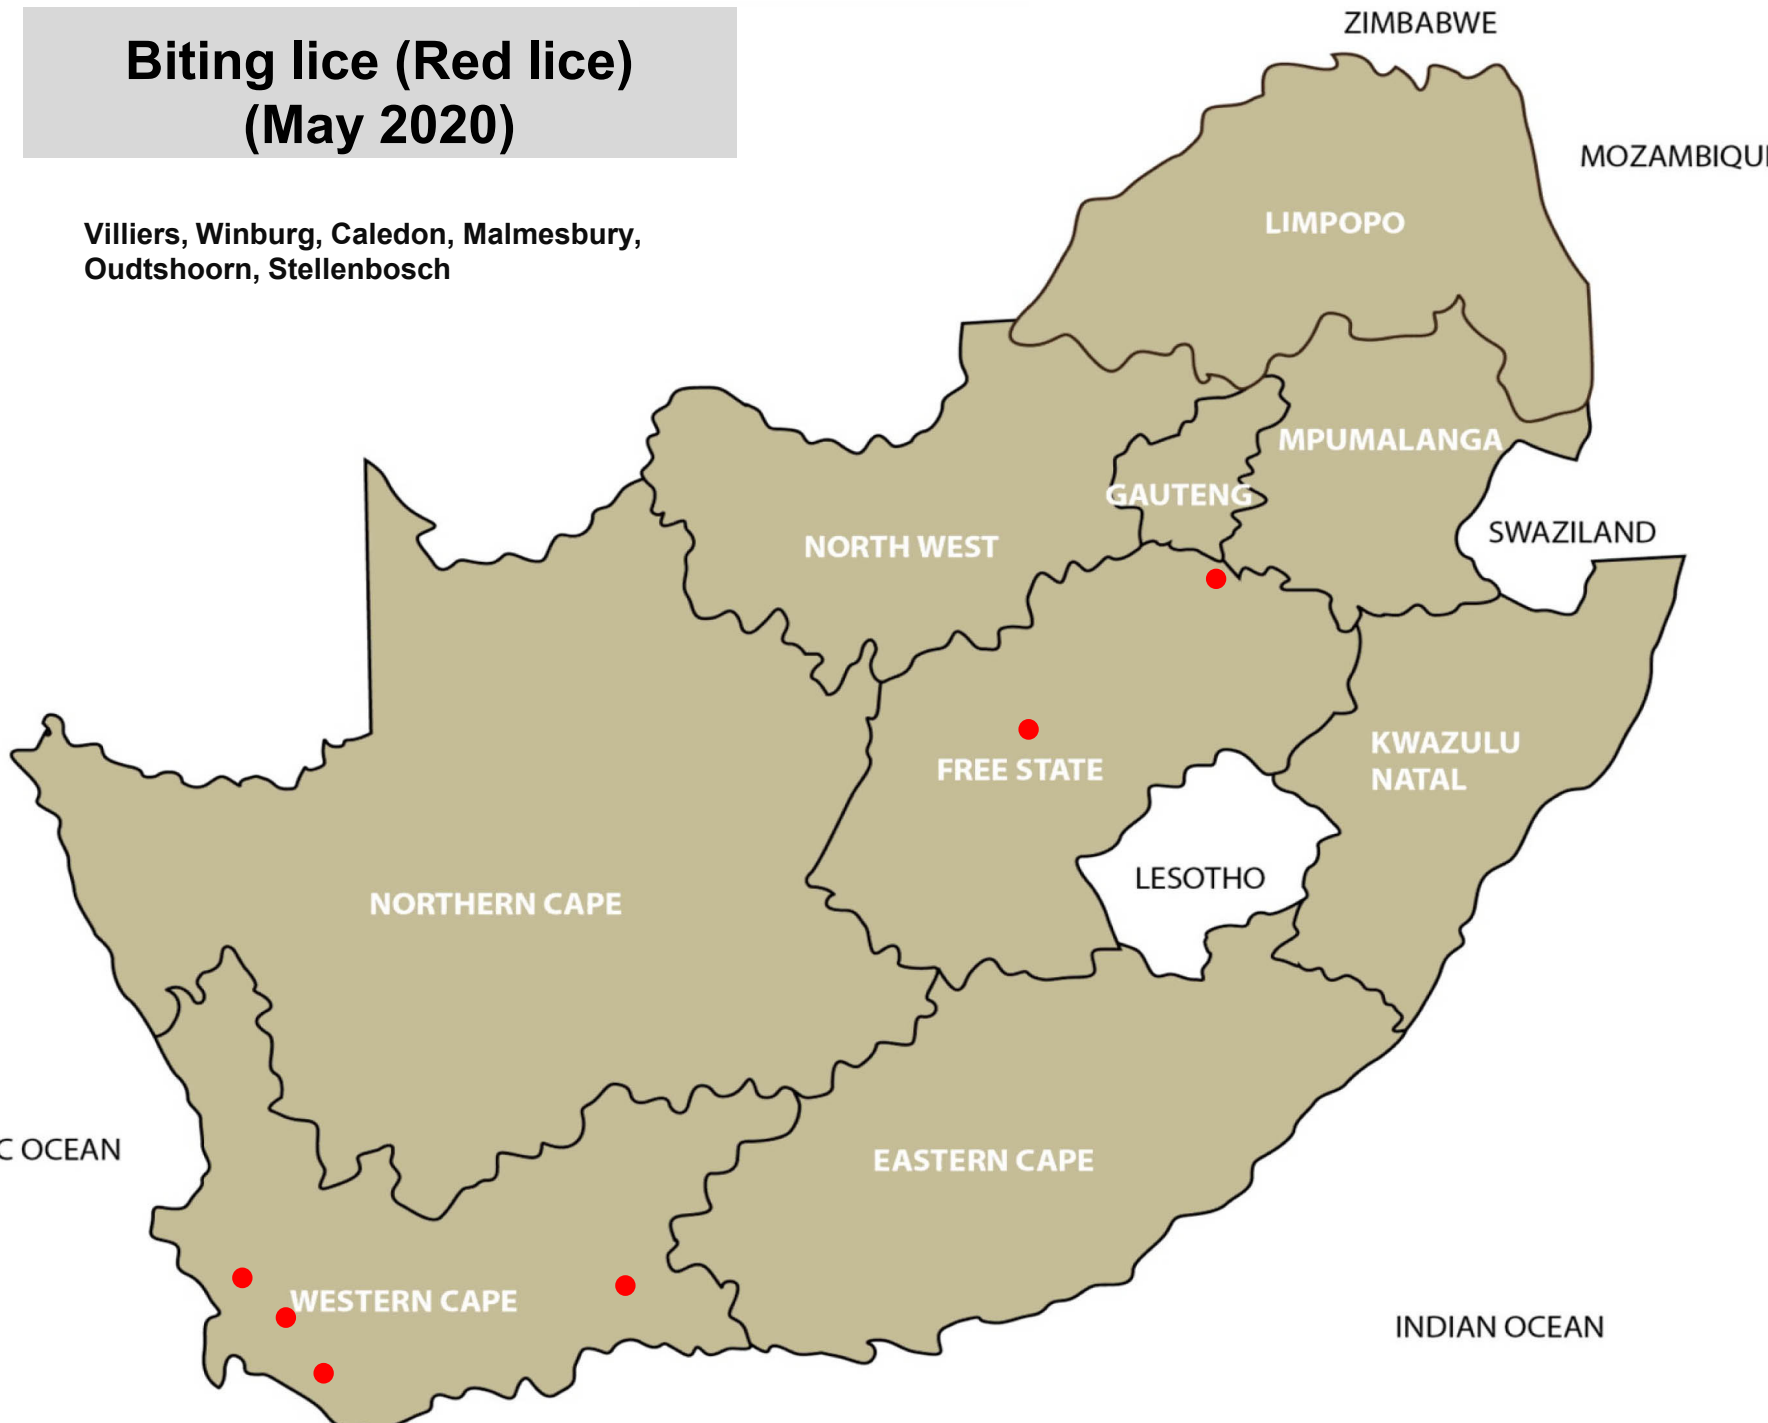 Biting lice (Red lice)
(May 2020)
Villiers, Winburg, Caledon, Malmesbury,
Oudtshoorn, Stellenbosch
ZIMBABWE
MOZAMBIQU
LIMPOPO
MPUMALANGA
GAUTENG
SWAZILAND
NORTH WEST
KWAZULU
NATAL
FREE STATE
LESOTHO
NORTHERN CAPE
C OCEAN
EASTERN CAPE
WESTERN CAPE
INDIAN OCEAN